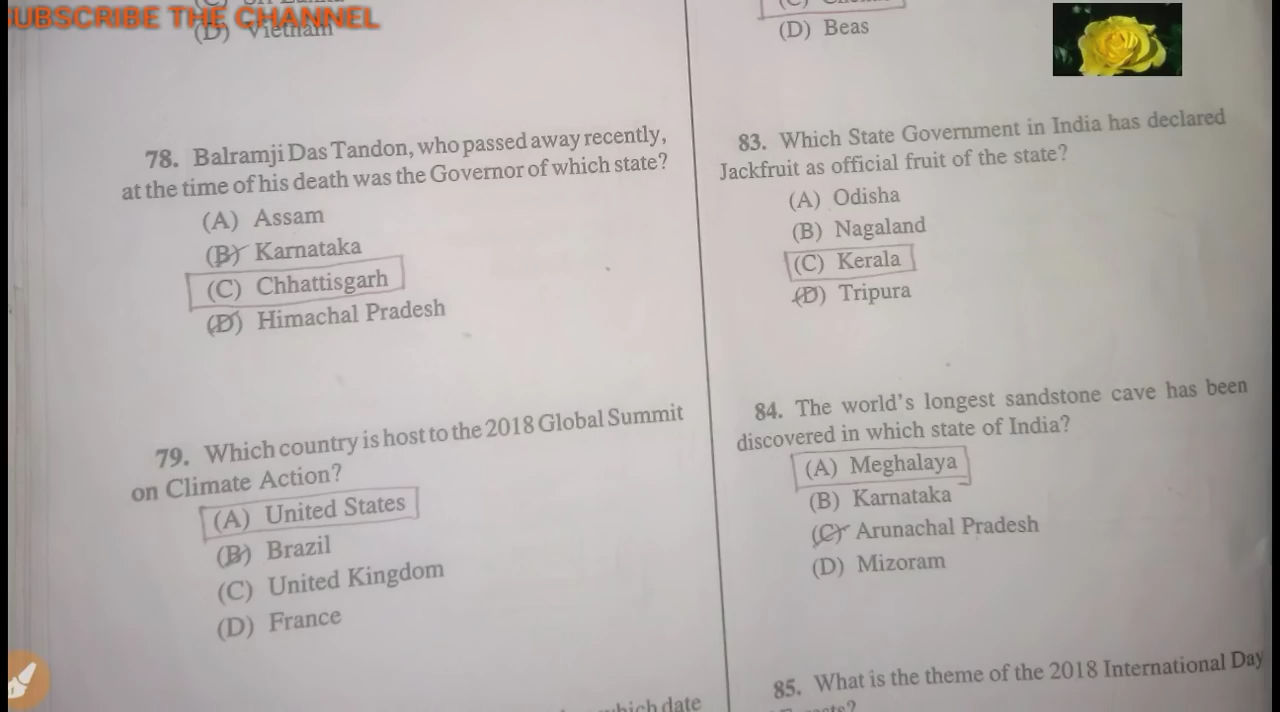 UBSCRIBE THE CHANNEL
(D) Vietnam
78. Balramji Das Tandon, who passed away recently,
at the time of his death was the Governor of which state?
(A) Assam
(B) Karnataka
(C) Chhattisgarh
(D) Himachal Pradesh
79. Which country is host to the 2018 Global Summit
on Climate Action?
(A) United States
(B) Brazil
(C) United Kingdom
(D) France
which date
(D) Beas
83. Which State Government in India has declared
Jackfruit as official fruit of the state?
(A) Odisha
(B) Nagaland
(C) Kerala
(D) Tripura
84. The world's longest sandstone cave has been
discovered in which state of India?
(A) Meghalaya
(B) Karnataka
(C) Arunachal Pradesh
(D) Mizoram
85. What is the theme of the 2018 International Day